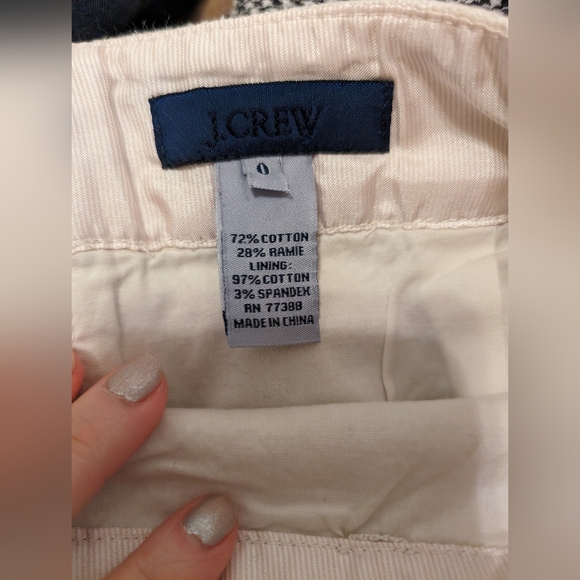 J.CREW
0
72% COTTON
28% RAMIE
LINING:
97% COTTON
3% SPANDEX
RN 77388
MADE IN CHINA